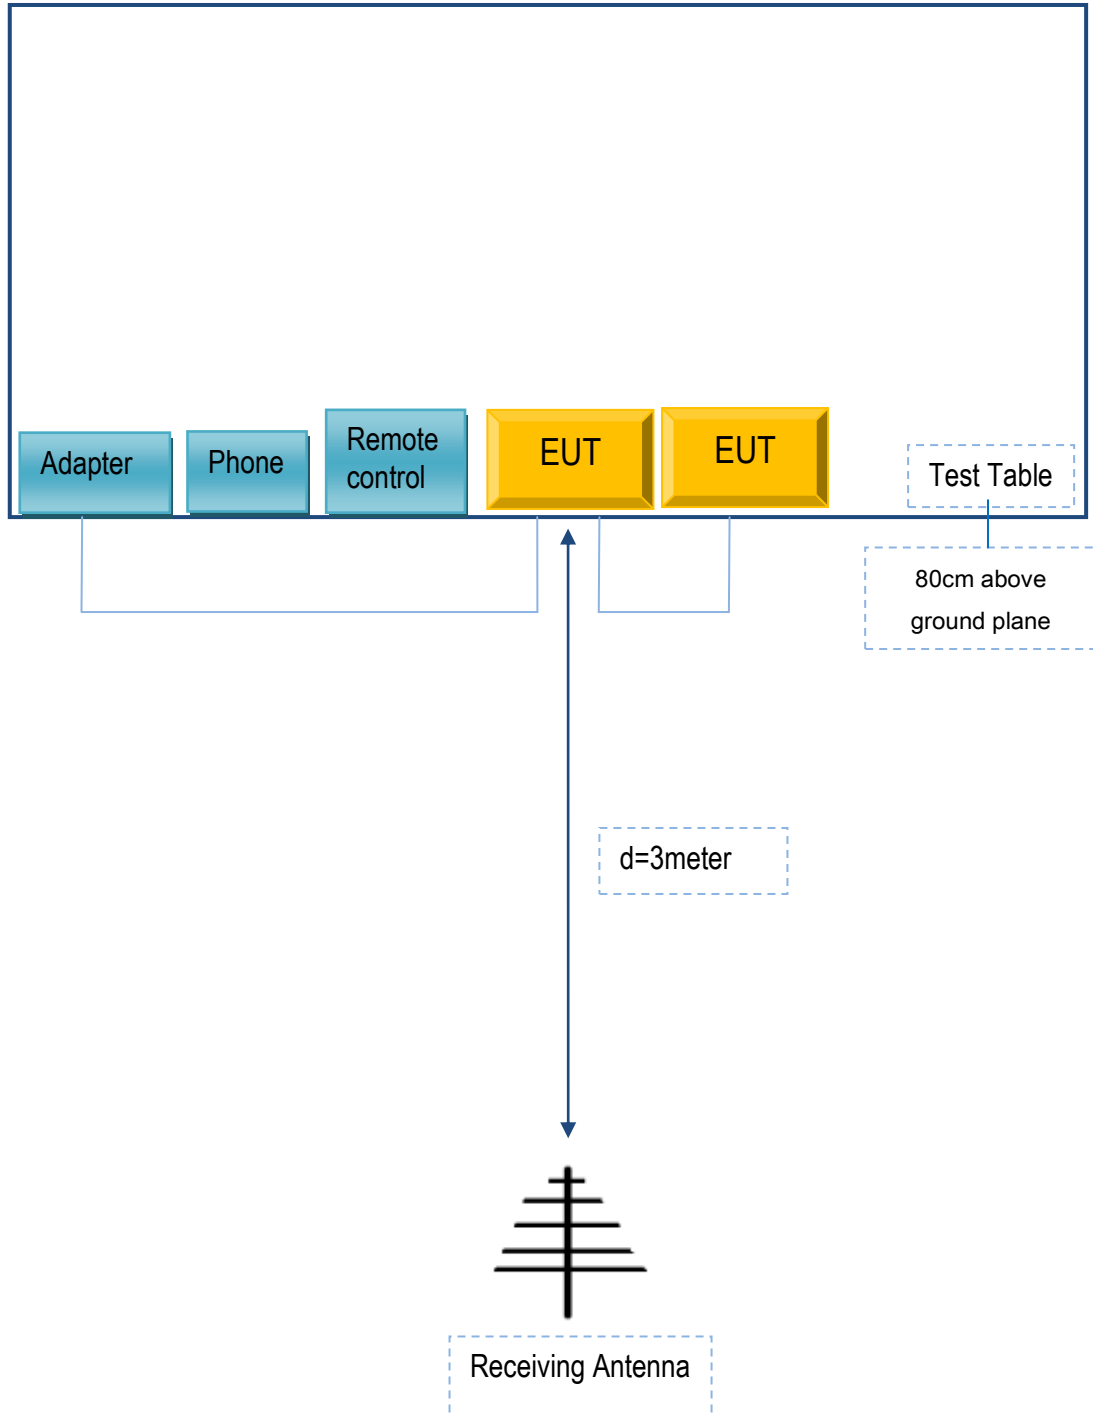 Adapter
Phone
Remote
control
EUT
EUT
Test Table
80cm above
ground plane
d=3meter
Receiving Antenna